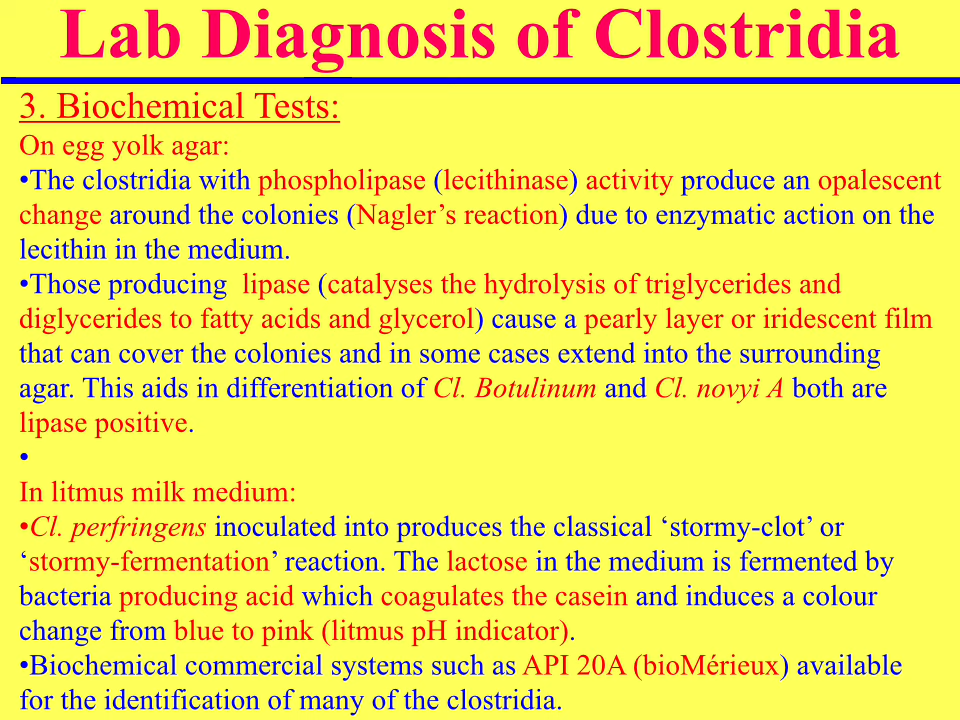 Lab Diagnosis of Clostridia
3. Biochemical Tests:
On egg yolk agar:
•The clostridia with phospholipase (lecithinase) activity produce an opalescent
change around the colonies (Nagler’s reaction) due to enzymatic action on the
lecithin in the medium.
•Those producing  lipase (catalyses the hydrolysis of triglycerides and
diglycerides to fatty acids and glycerol) cause a pearly layer or iridescent film
that can cover the colonies and in some cases extend into the surrounding
agar. This aids in differentiation of Cl. Botulinum and Cl. novyi A both are
lipase positive.
•
In litmus milk medium:
•Cl. perfringens inoculated into produces the classical ‘stormy-clot’ or
‘stormy-fermentation’ reaction. The lactose in the medium is fermented by
bacteria producing acid which coagulates the casein and induces a colour
change from blue to pink (litmus pH indicator).
•Biochemical commercial systems such as API 20A (bioMérieux) available
for the identification of many of the clostridia.